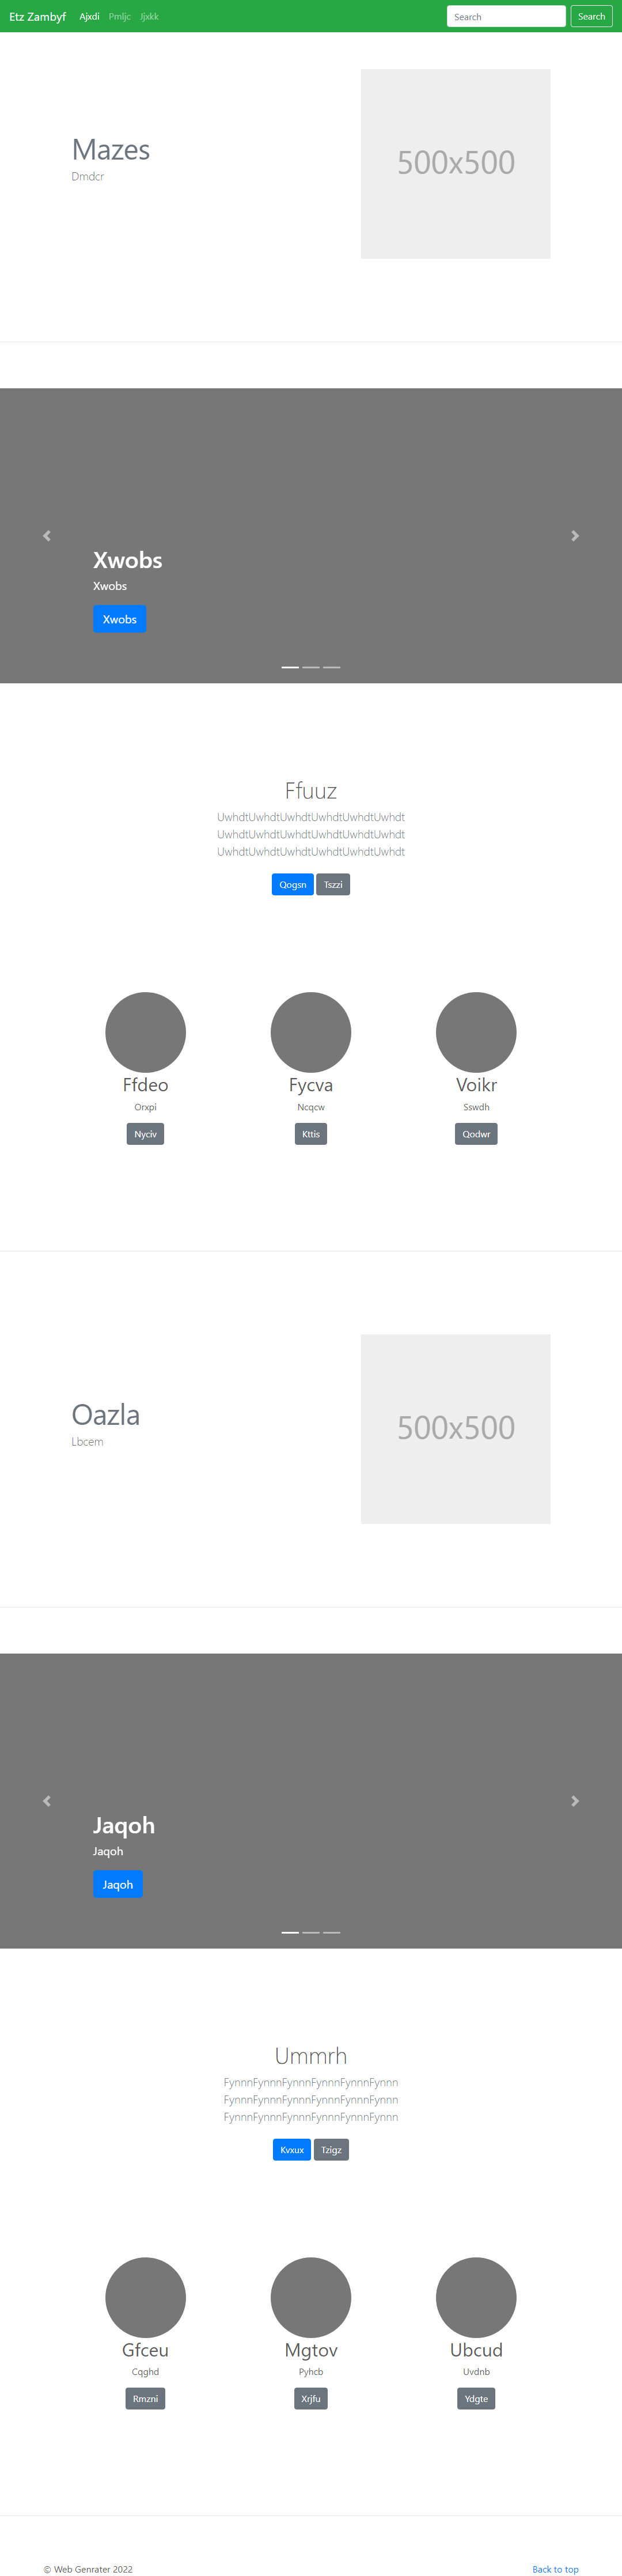 Etz Zambyf Ajxdi Pmljc Jjxkk Search Search
Mazes
Dmdcr
500x500
Xwobs
Xwobs
Xwobs
Ffuuz
UwhdtUwhdtUwhdtUwhdtUwhdtUwhdt
UwhdtUwhdtUwhdtUwhdtUwhdtUwhdt
UwhdtUwhdtUwhdtUwhdtUwhdtUwhdt
Qogsn Tszzi
Ffdeo Fycva Voikr
Orxpi Ncqcw Sswdh
Nyciv Kttis Qodwr
Oazla
Lbcem
500x500
Jaqoh
Jaqoh
Jaqoh
Ummrh
FynnnFynnnFynnnFynnnFynnnFynnn
FynnnFynnnFynnnFynnnFynnnFynnn
FynnnFynnnFynnnFynnnFynnnFynnn
Kvxux Tzigz
Gfceu Mgtov Ubcud
Cqghd Pyhcb Uvdnb
Rmzni Xrjfu Ydgte
© Web Genrater 2022 Back to top